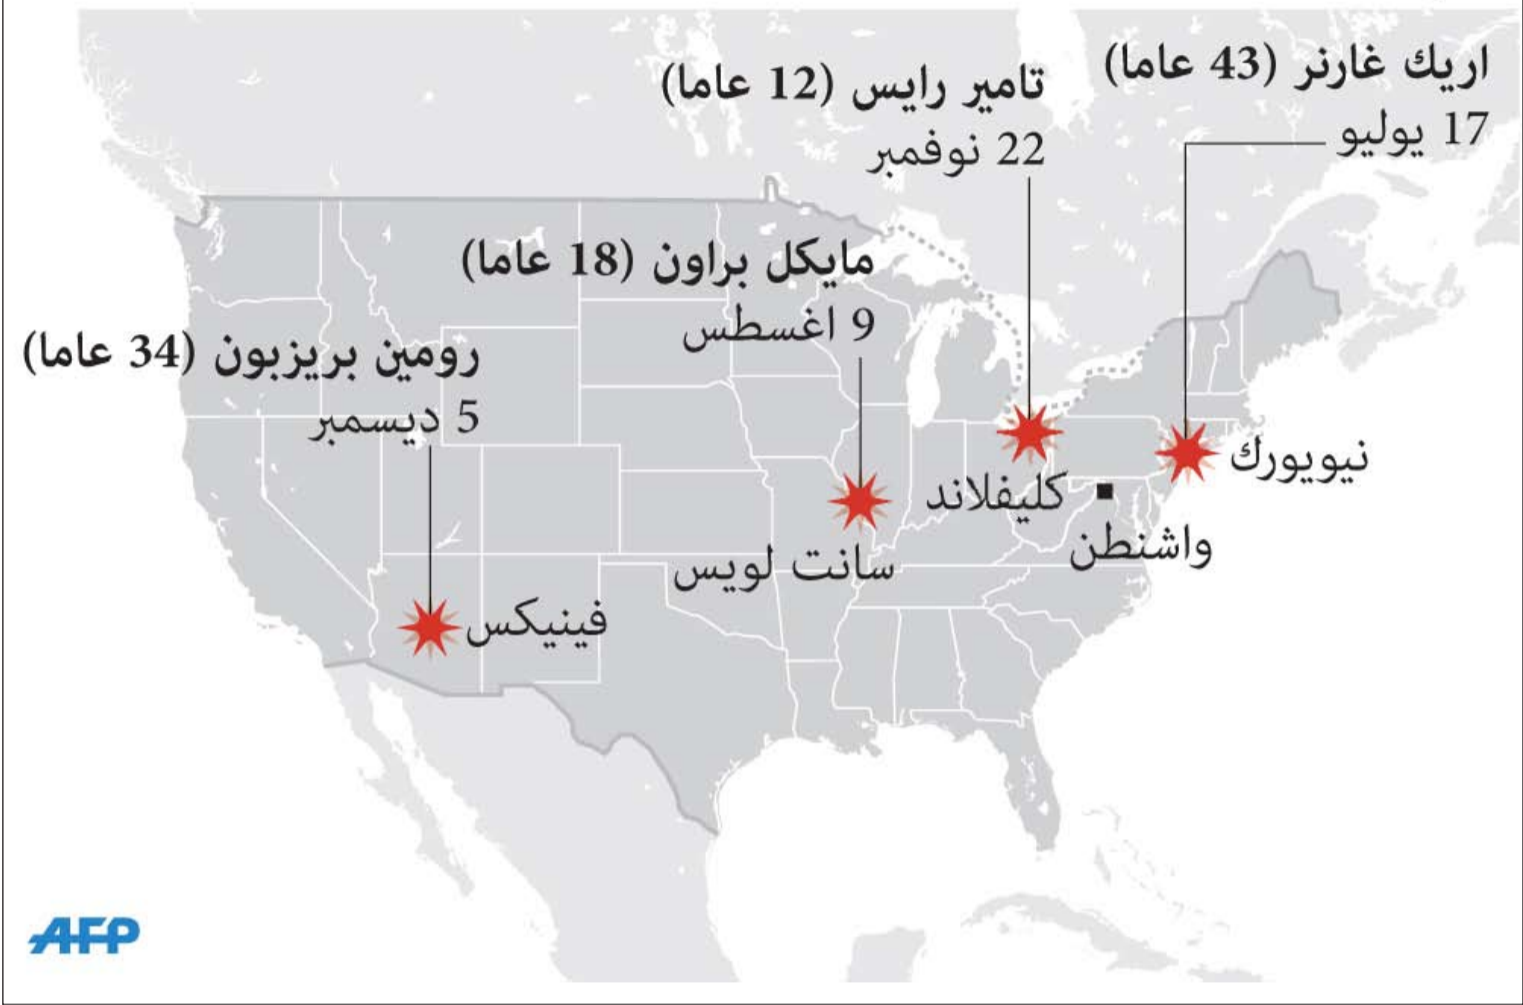 اريك غارنر (43 عاما)
17 يوليو
تامير رايس (12 عاما)
22 نوفمبر
مايكل براون (18 عاما)
9 اغسطس
رومين بريزبون (34 عاما)
5 ديسمبر
نيويورك
كليفلاند
واشنطن
سانت لويس
فينيكس
AFP